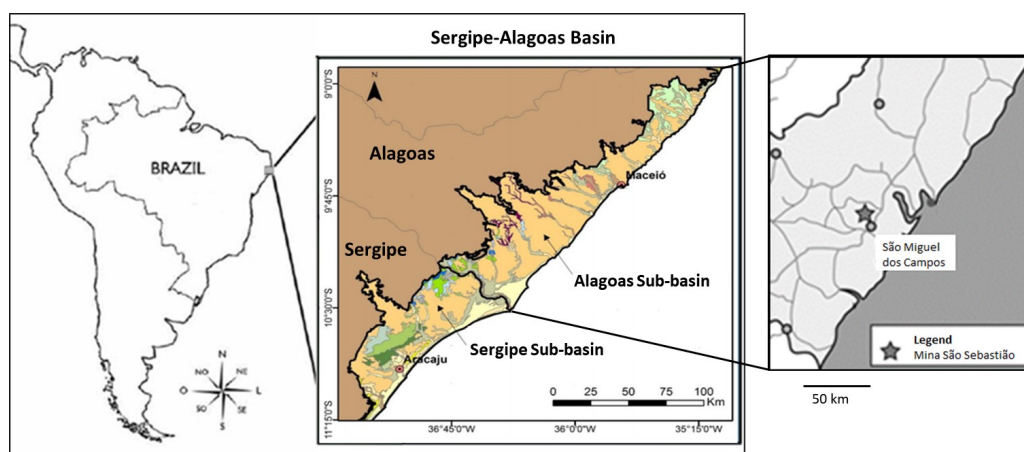 Sergipe-Alagoas Basin
BRAZIL
N
NO
NE
O
L
SO
SE
S
N
9°0'0"S
9°45'0"S
10°30'0"S
11°15'0"S
Alagoas
Maceió
Sergipe
Alagoas Sub-basin
Sergipe Sub-basin
Aracaju
0 25 50 75 100
Km
36°45'0"W
36°0'0"W
35°15'0"W
São Miguel
dos Campos
Legend
Mina São Sebastião
50 km